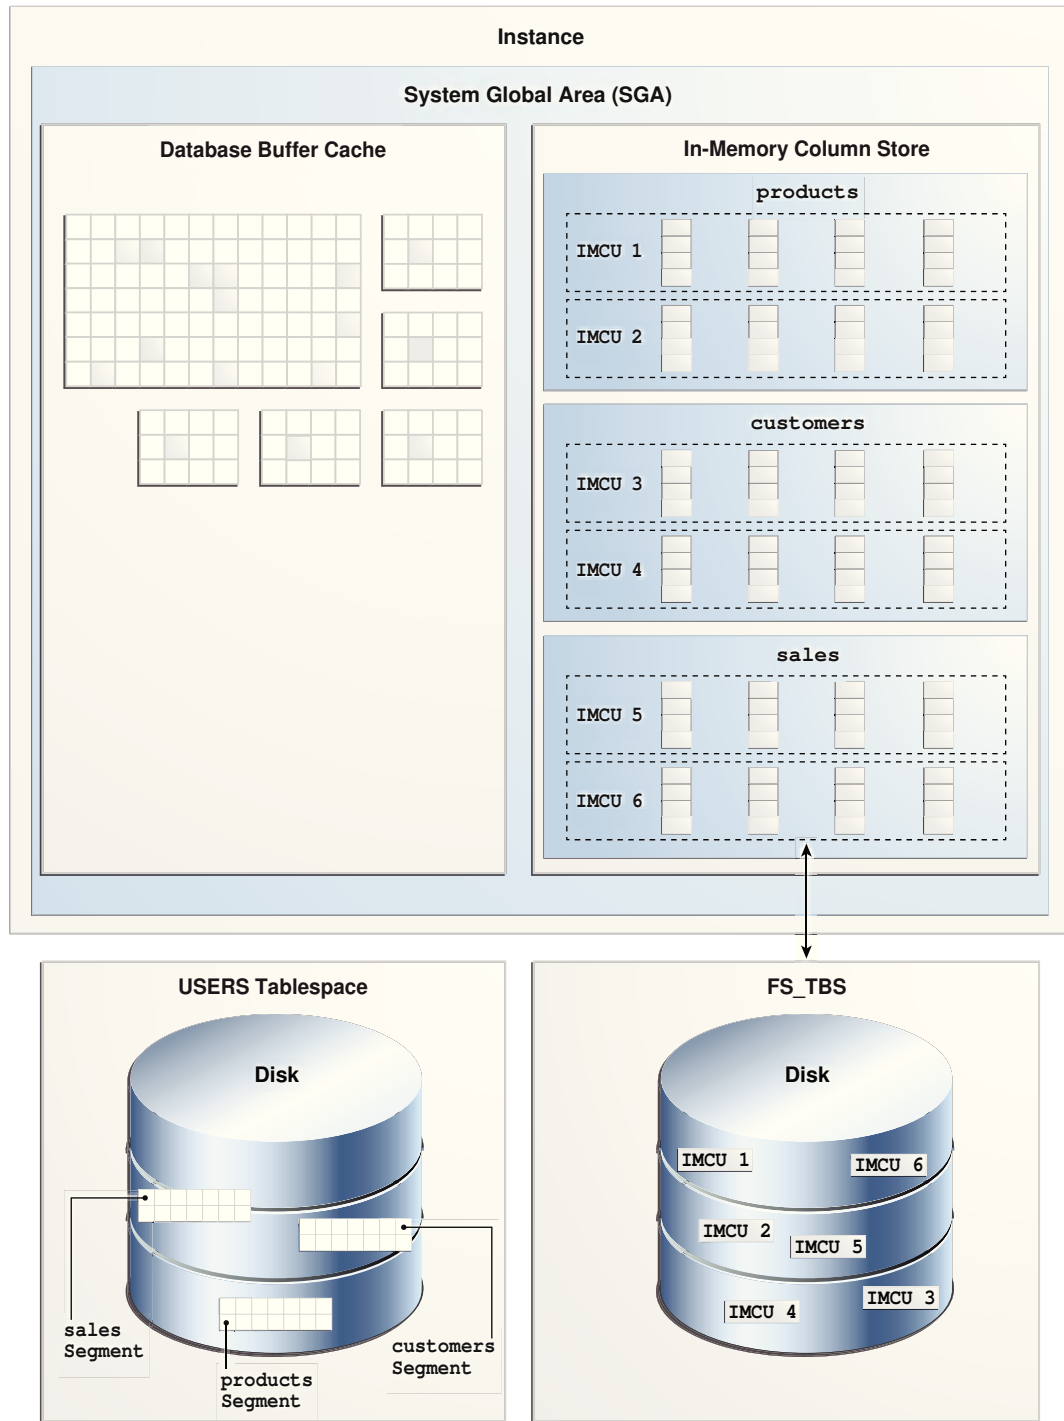 Instance
System Global Area (SGA)
Database Buffer Cache
In-Memory Column Store
products
IMCU 1
IMCU 2
customers
IMCU 3
IMCU 4
sales
IMCU 5
IMCU 6
USERS Tablespace
Disk
sales
Segment
products
Segment
customers
Segment
FS_TBS
Disk
IMCU 1
IMCU 6
IMCU 2
IMCU 5
IMCU 3
IMCU 4